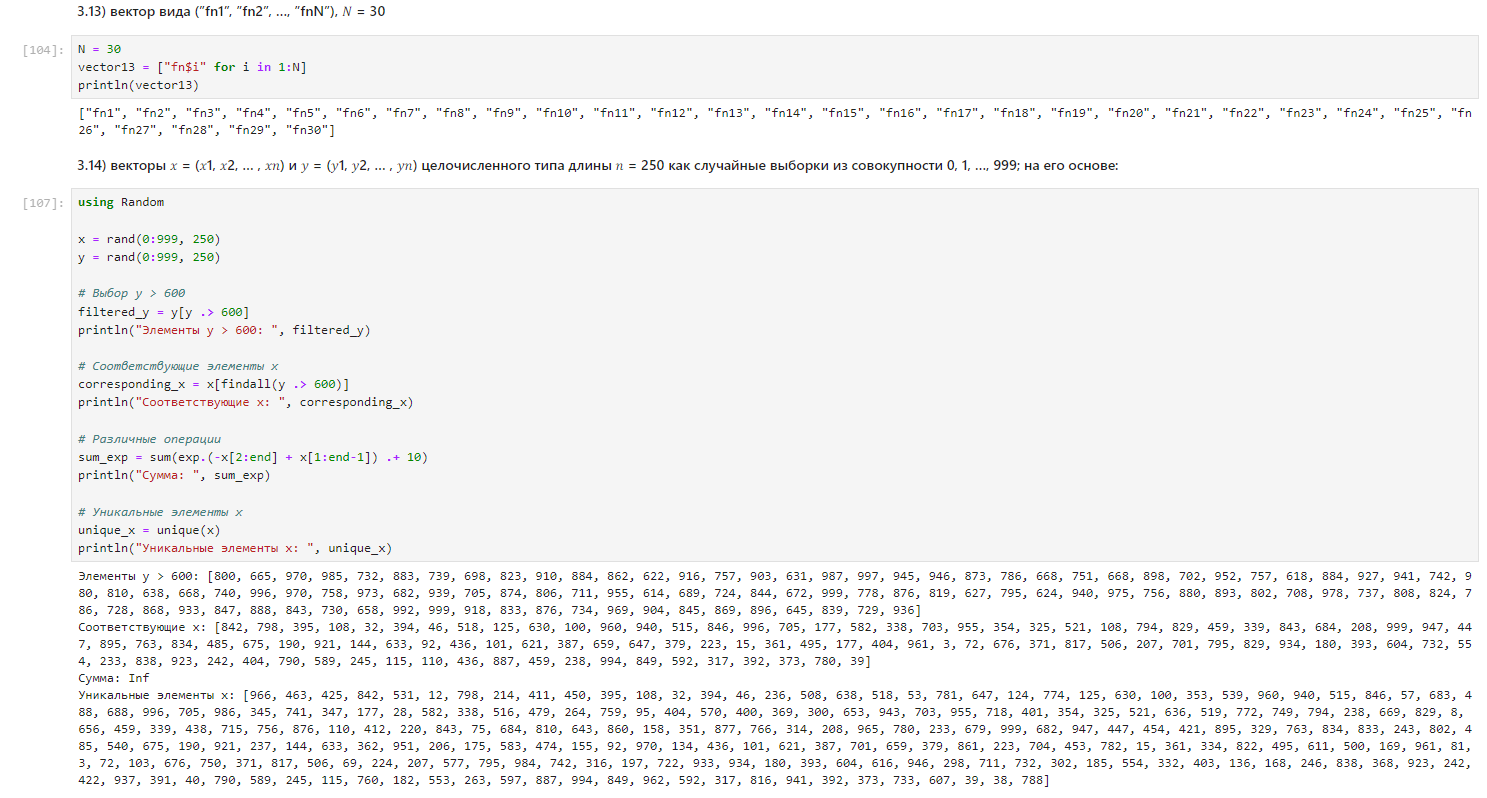 3.13) вектор вида ("fn1", "fn2", ..., "fnN"), N = 30
[104]: N = 30
vector13 = ["fn$i" for i in 1:N]
println(vector13)
["fn1", "fn2", "fn3", "fn4", "fn5", "fn6", "fn7", "fn8", "fn9", "fn10", "fn11", "fn12", "fn13", "fn14", "fn15", "fn16", "fn17", "fn18", "fn19", "fn20", "fn21", "fn22", "fn23", "fn24", "fn25", "fn
26", "fn27", "fn28", "fn29", "fn30"]
3.14) векторы x = (x1, x2, … , xn) и y = (y1, y2, … , yn) целочисленного типа длины n = 250 как случайные выборки из совокупности 0, 1, ..., 999; на его основе:
[107]: using Random
x = rand(0:999, 250)
y = rand(0:999, 250)
# Выбор y > 600
filtered_y = y[y .> 600]
println("Элементы y > 600: ", filtered_y)
# Соответствующие элементы x
corresponding_x = x[findall(y .> 600)]
println("Соответствующие x: ", corresponding_x)
# Различные операции
sum_exp = sum(exp.(-x[2:end] + x[1:end-1]) .+ 10)
println("Сумма: ", sum_exp)
# Уникальные элементы x
unique_x = unique(x)
println("Уникальные элементы x: ", unique_x)
Элементы y > 600: [800, 665, 970, 985, 732, 883, 739, 698, 823, 910, 884, 862, 622, 916, 757, 903, 631, 987, 997, 945, 946, 873, 786, 668, 751, 668, 898, 702, 952, 757, 618, 884, 927, 941, 742, 9
80, 810, 638, 668, 740, 996, 970, 758, 973, 682, 939, 705, 874, 806, 711, 955, 614, 689, 724, 844, 672, 999, 778, 876, 819, 627, 795, 624, 940, 975, 756, 880, 893, 802, 708, 978, 737, 808, 824, 7
86, 728, 868, 933, 847, 888, 843, 730, 658, 992, 999, 918, 833, 876, 734, 969, 904, 845, 869, 896, 645, 839, 729, 936]
Соответствующие x: [842, 798, 395, 108, 32, 394, 46, 518, 125, 630, 100, 960, 940, 515, 846, 996, 705, 177, 582, 338, 703, 955, 354, 325, 521, 108, 794, 829, 459, 339, 843, 684, 208, 999, 947, 44
7, 895, 763, 834, 485, 675, 190, 921, 144, 633, 92, 436, 101, 621, 387, 659, 647, 379, 223, 15, 361, 495, 177, 404, 961, 3, 72, 676, 371, 817, 506, 207, 701, 795, 829, 934, 180, 393, 604, 732, 55
4, 233, 838, 923, 242, 404, 790, 589, 245, 115, 110, 436, 887, 459, 238, 994, 849, 592, 317, 392, 373, 780, 39]
Сумма: Inf
Уникальные элементы x: [966, 463, 425, 842, 531, 12, 798, 214, 411, 450, 395, 108, 32, 394, 46, 236, 508, 638, 518, 53, 781, 647, 124, 774, 125, 630, 100, 353, 539, 960, 940, 515, 846, 57, 683, 4
88, 688, 996, 705, 986, 345, 741, 347, 177, 28, 582, 338, 516, 479, 264, 759, 95, 404, 570, 400, 369, 300, 653, 943, 703, 955, 718, 401, 354, 325, 521, 636, 519, 772, 749, 794, 238, 669, 829, 8,
656, 459, 339, 438, 715, 756, 876, 110, 412, 220, 843, 75, 684, 810, 643, 860, 158, 351, 877, 766, 314, 208, 965, 780, 233, 679, 999, 682, 947, 447, 454, 421, 895, 329, 763, 834, 833, 243, 802, 4
85, 540, 675, 190, 921, 237, 144, 633, 362, 951, 206, 175, 583, 474, 155, 92, 970, 134, 436, 101, 621, 387, 701, 659, 379, 861, 223, 704, 453, 782, 15, 361, 334, 822, 495, 611, 500, 169, 961, 81,
3, 72, 103, 676, 750, 371, 817, 506, 69, 224, 207, 577, 795, 984, 742, 316, 197, 722, 933, 934, 180, 393, 604, 616, 946, 298, 711, 732, 302, 185, 554, 332, 403, 136, 168, 246, 838, 368, 923, 242,
422, 937, 391, 40, 790, 589, 245, 115, 760, 182, 553, 263, 597, 887, 994, 849, 962, 592, 317, 816, 941, 392, 373, 733, 607, 39, 38, 788]